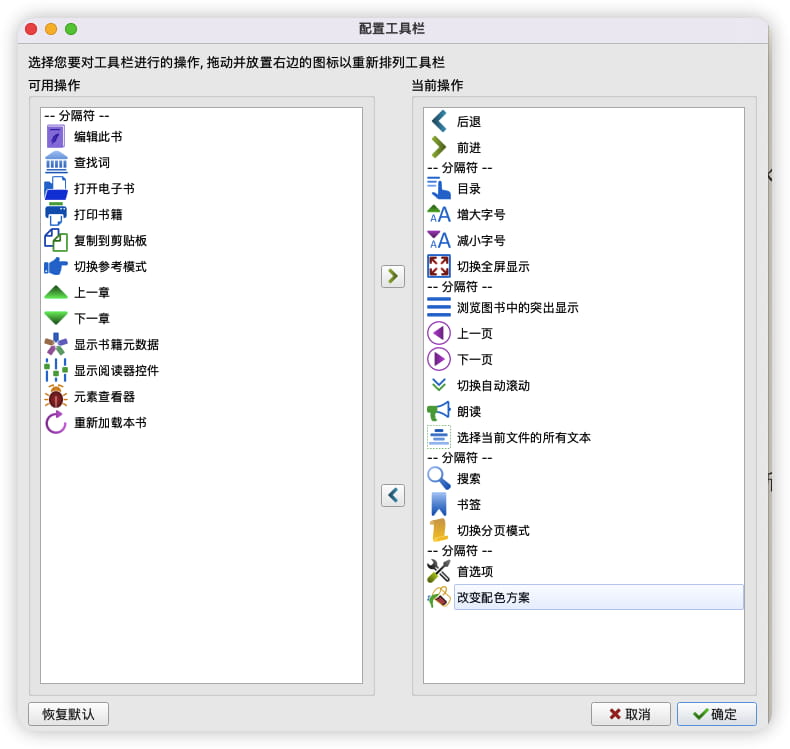 配置工具栏
选择您要对工具栏进行的操作, 拖动并放置右边的图标以重新排列工具栏
可用操作
-- 分隔符 --
编辑此书
查找词
打开电子书
打印书籍
复制到剪贴板
切换参考模式
上一章
下一章
显示书籍元数据
显示阅读器控件
元素查看器
重新加载本书
当前操作
后退
前进
-- 分隔符 --
目录
增大字号
减小字号
切换全屏显示
-- 分隔符 --
浏览图书中的突出显示
上一页
下一页
切换自动滚动
朗读
选择当前文件的所有文本
-- 分隔符 --
搜索
书签
切换分页模式
-- 分隔符 --
首选项
改变配色方案
恢复默认
取消
确定